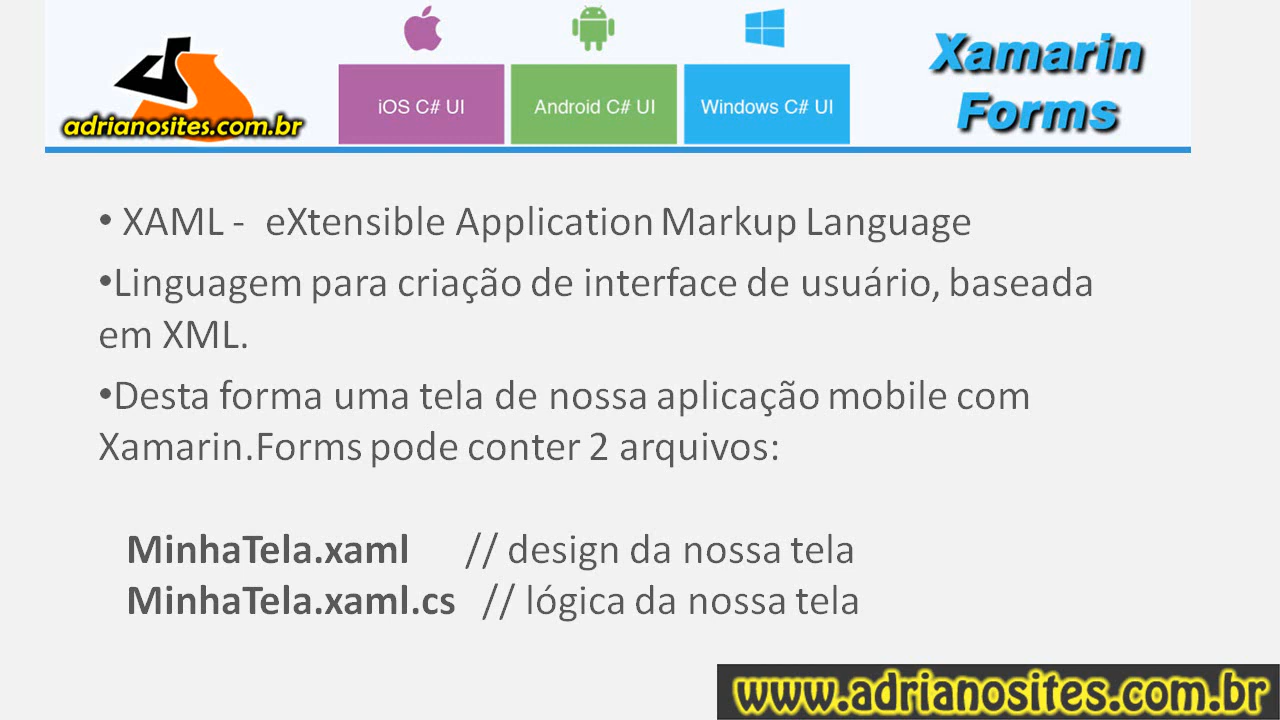 adrianosites.com.br
iOS C# UI
Android C# UI
Windows C# UI
Xamarin
Forms
• XAML - eXtensible Application Markup Language
•Linguagem para criação de interface de usuário, baseada
em XML.
•Desta forma uma tela de nossa aplicação mobile com
Xamarin.Forms pode conter 2 arquivos:
MinhaTela.xaml // design da nossa tela
MinhaTela.xaml.cs // lógica da nossa tela
www.adrianosites.com.br